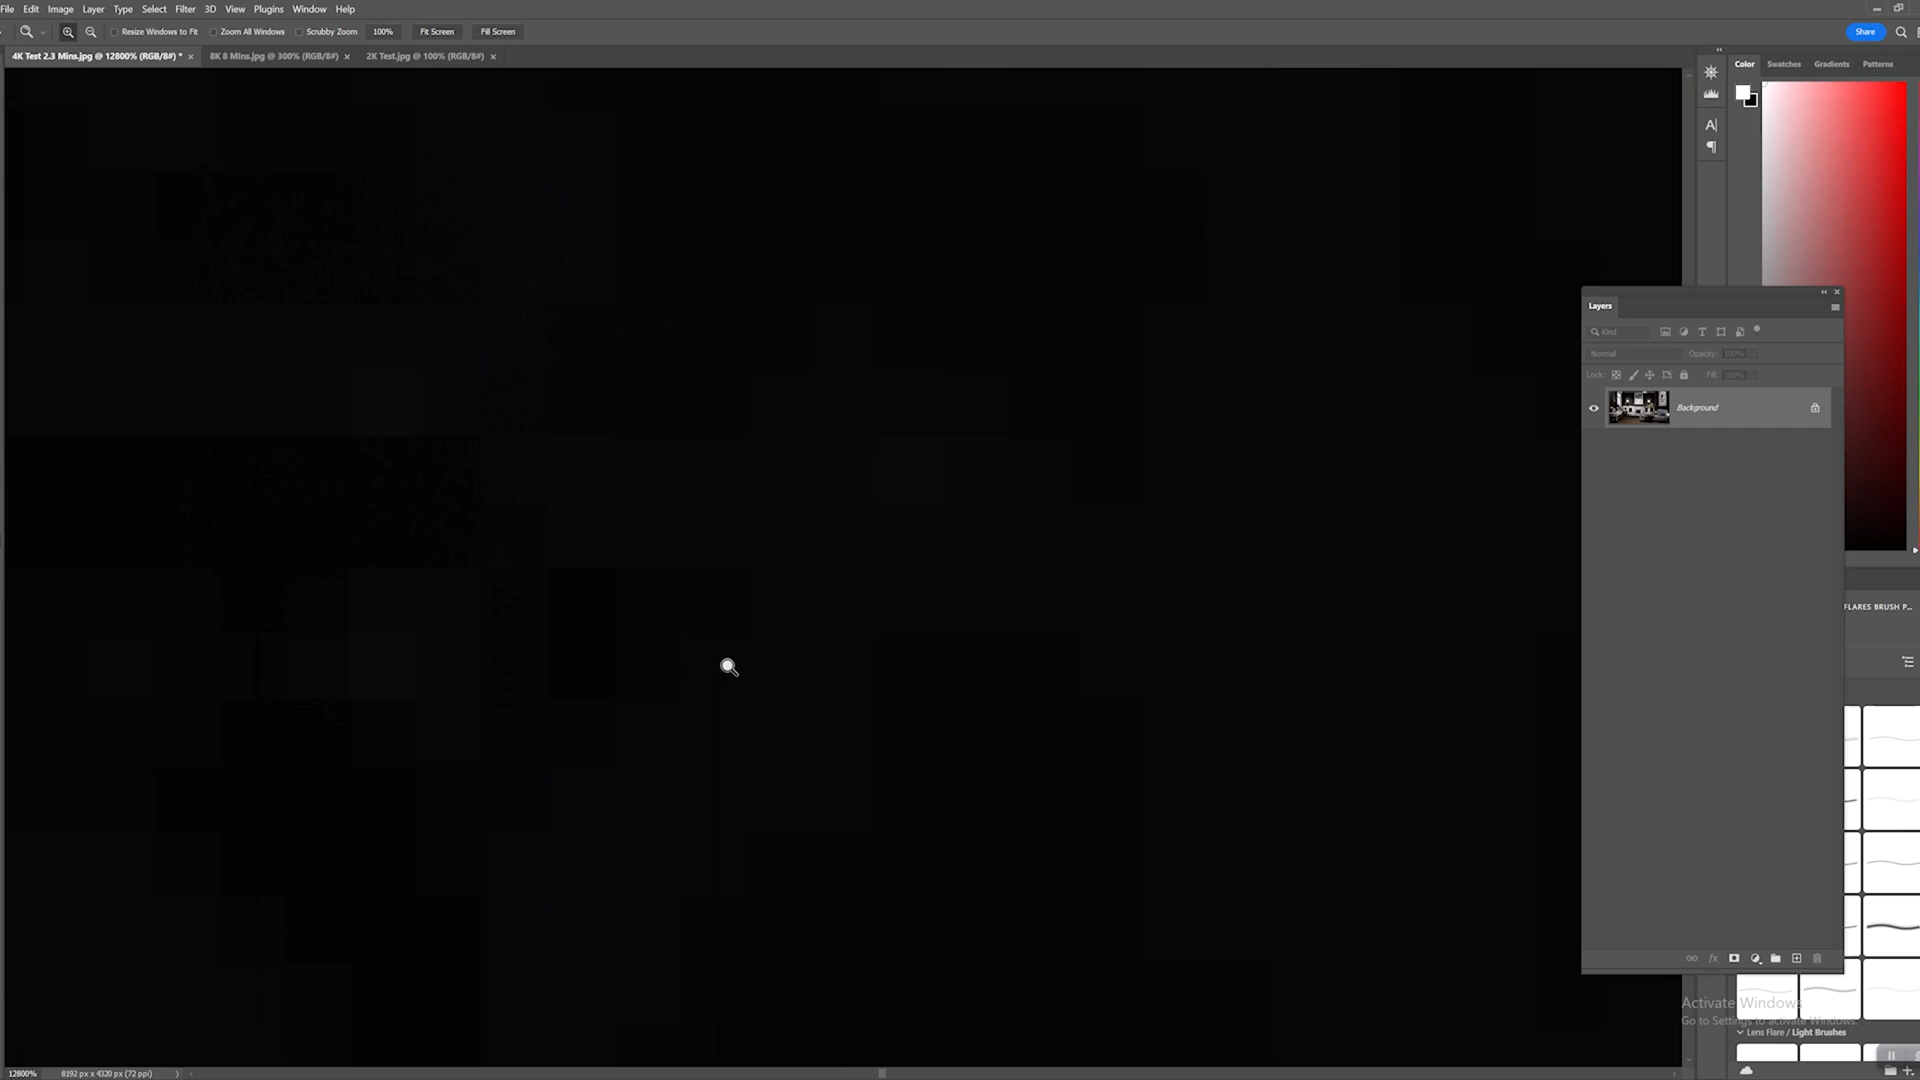 File Edit Image Layer Type Select Filter 3D View Plugins Window Help
Resize Windows to Fit Zoom All Windows Scrubby Zoom 100% Fit Screen Fill Screen Share
4K Test 2.3 Mins.jpg @ 12800% (RGB/8#) * 8K 8 Mins.jpg @ 300% (RGB/8#) 2K Test.jpg @ 100% (RGB/8#)
Color Swatches Gradients Patterns
Layers
Kind
Normal Opacity: 100%
Lock: Fill: 100%
Background
FLARES BRUSH P...
Activate Windows
Go to Settings to activate Windows.
Lens Flare / Light Brushes
12800% 8192 px x 4320 px (72 ppi)